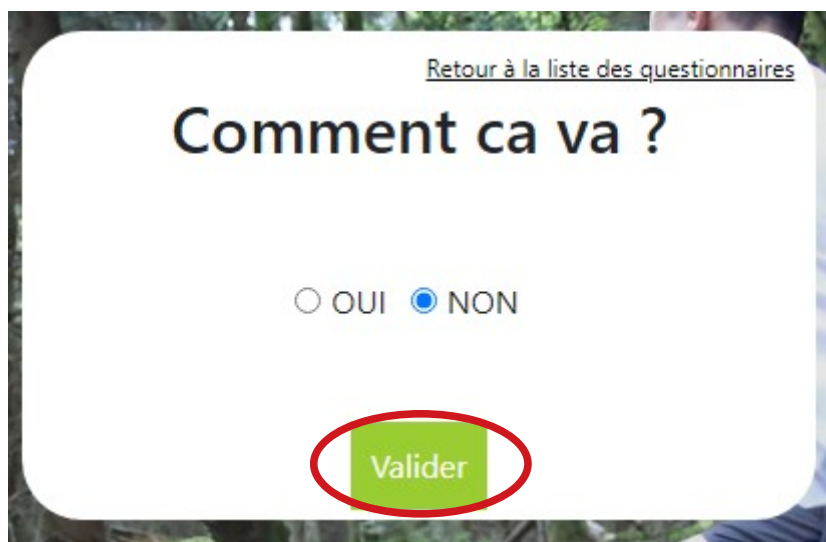 Retour à la liste des questionnaires
Comment ca va ?
OUI NON
Valider